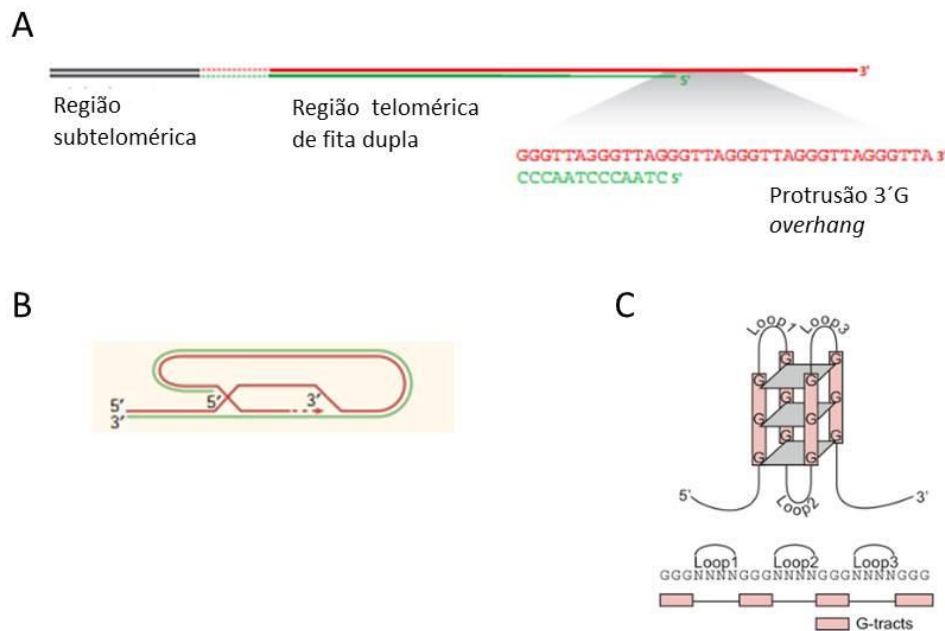 A
3'
5'
Região
subtelomérica
Região telomérica
de fita dupla
GGGTTAGGGTTAGGGTTAGGGTTAGGGTTAGGGTTA 3'
CCCAATCCCAATC 5'
Protrusão 3´G
overhang
B
5'
3'
5'
3'
C
Loop1
Loop3
G
G
G
G
G
G
G
G
G
G
G
G
5'
Loop2
3'
Loop1
Loop2
Loop3
GGGNNNNGGGNNNNGGGNNNNGGG
G-tracts